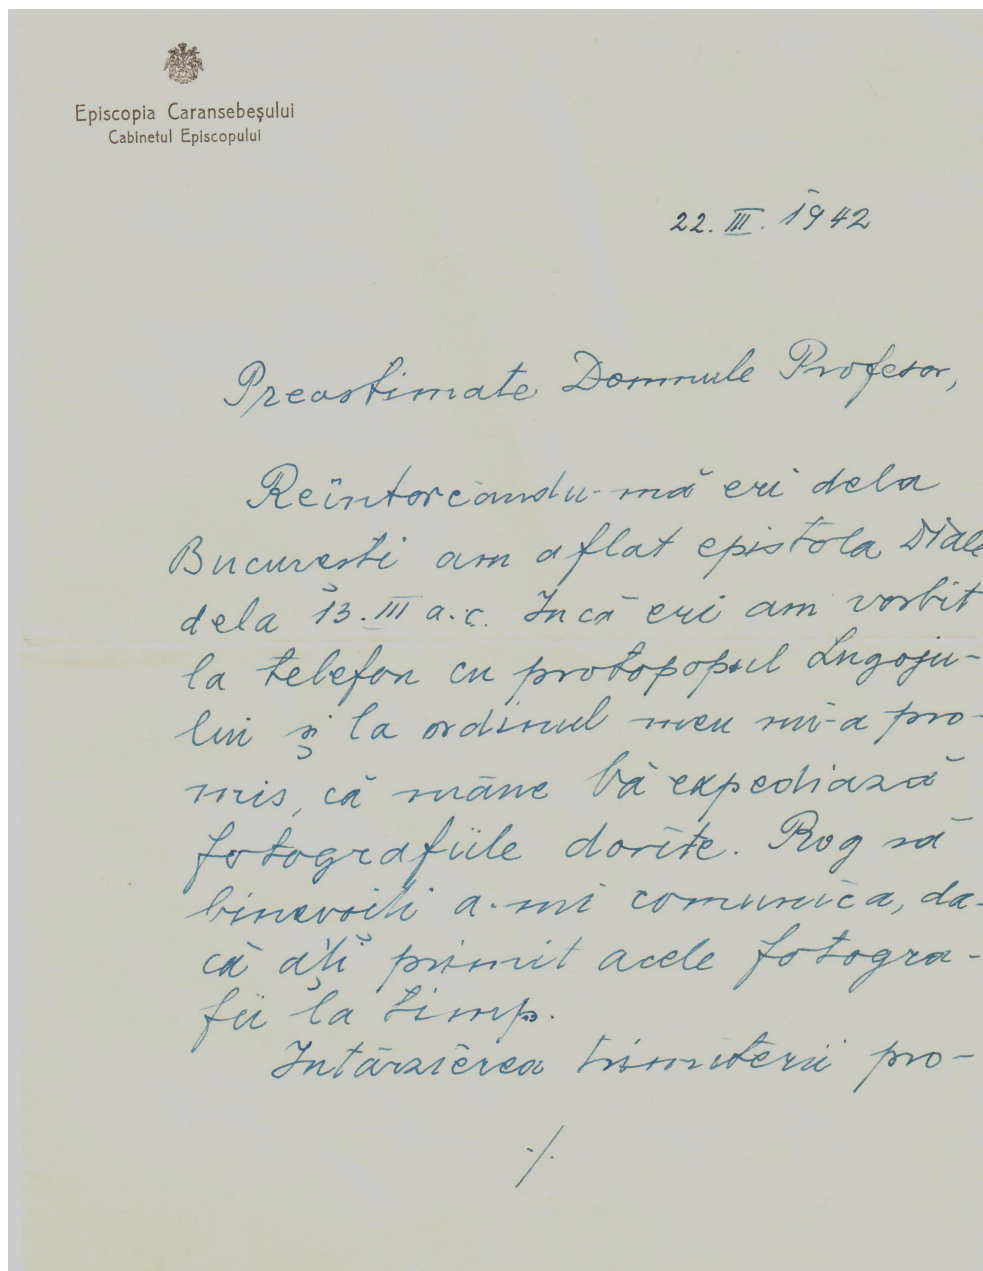 Episcopia Caransebeşului
Cabinetul Episcopului
22. III. 1942
Preastimate Domnule Profesor,
Reîntorcându-mă eri dela
Bucureşti am aflat epistola Diale
dela 13. III a.c. Incă eri am vorbit
la telefon cu protopopul Lugoju-
lui şi la ordinul meu mi-a pro-
mis, că mâne Vă expediază
fotografiile dorite. Rog să
binevoiţi a-mi comunica, da-
că aţi primit acele fotogra-
fii la timp.
Intârzierea trimiterii pro-
./.